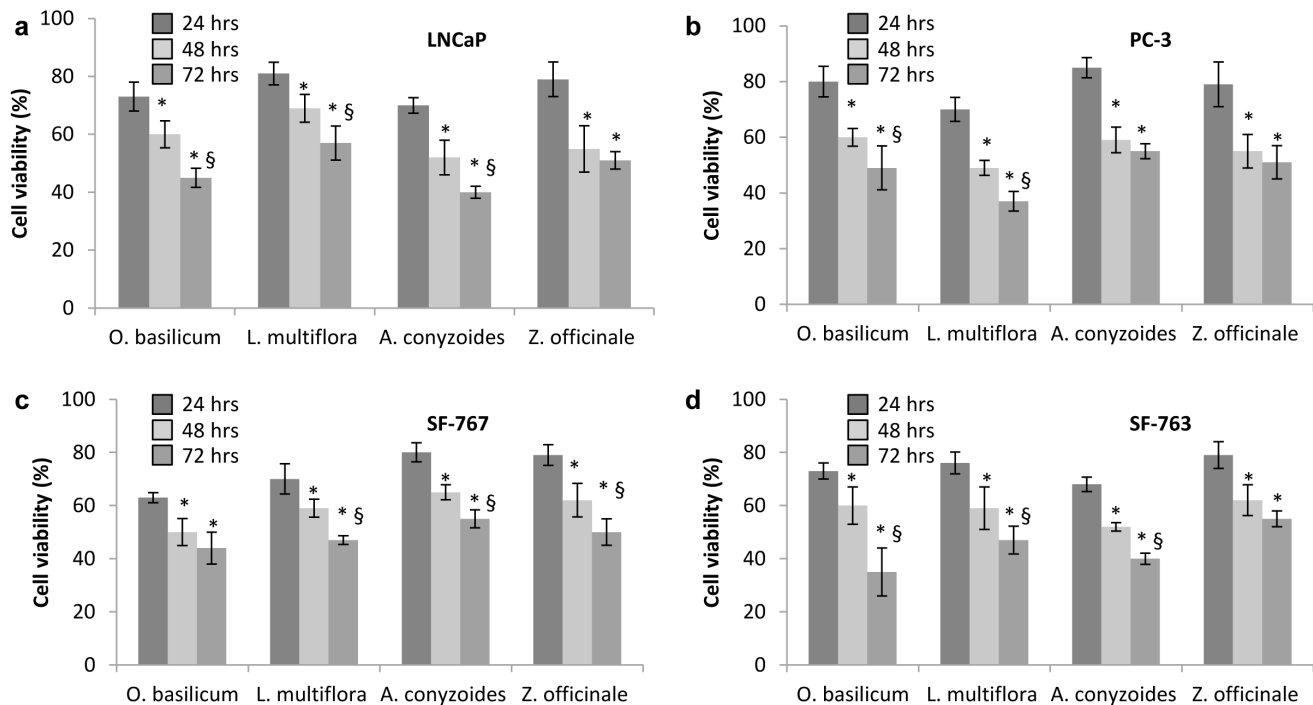 a
LNCaP
24 hrs
48 hrs
72 hrs
Cell viability (%)
100
80
60
40
20
0
*
* §
*
* §
*
* §
*
*
O. basilicum L. multiflora A. conyzoides Z. officinale
b
PC-3
24 hrs
48 hrs
72 hrs
Cell viability (%)
100
80
60
40
20
0
*
* §
*
* §
*
*
*
*
O. basilicum L. multiflora A. conyzoides Z. officinale
c
SF-767
24 hrs
48 hrs
72 hrs
Cell viability (%)
100
80
60
40
20
0
*
*
*
* §
*
* §
*
* §
O. basilicum L. multiflora A. conyzoides Z. officinale
d
SF-763
24 hrs
48 hrs
72 hrs
Cell viability (%)
100
80
60
40
20
0
*
* §
*
* §
*
* §
*
*
O. basilicum L. multiflora A. conyzoides Z. officinale